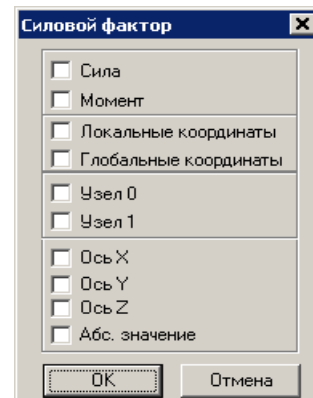 Силовой фактор
Сила
Момент
Локальные координаты
Глобальные координаты
Узел 0
Узел 1
Ось X
Ось Y
Ось Z
Абс. значение
OK
Отмена